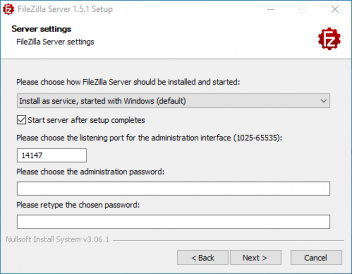 FileZilla Server 1.5.1 Setup
Server settings
FileZilla Server settings
Fz
Please choose how FileZilla Server should be installed and started:
Install as service, started with Windows (default)
Start server after setup completes
Please choose the listening port for the administration interface (1025-65535):
14147
Please choose the administration password:
Please retype the chosen password:
Nullsoft Install System v3.06.1
< Back
Next >
Cancel